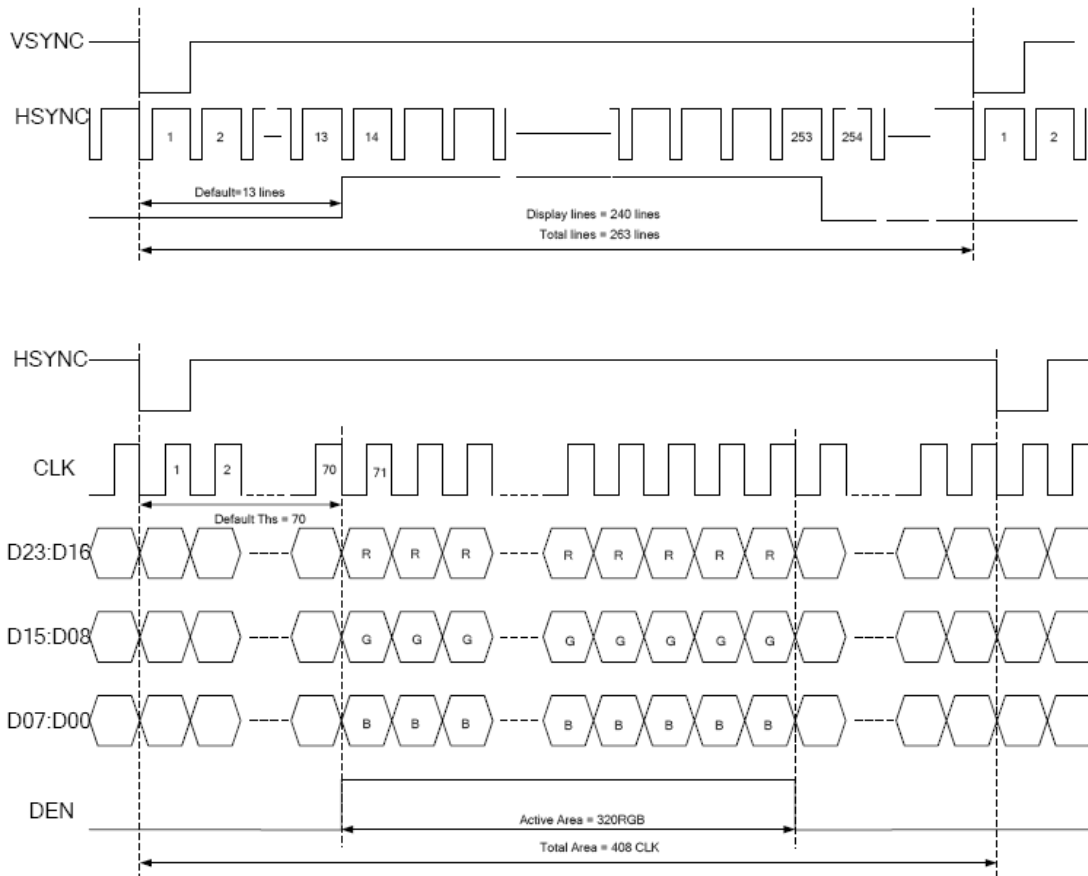 VSYNC
HSYNC
1 2 13 14 253 254 1 2
Default=13 lines
Display lines = 240 lines
Total lines = 263 lines
HSYNC
CLK
1 2 70 71
Default Ths = 70
D23:D16
R R R R R R R R
D15:D08
G G G G G G G G
D07:D00
B B B B B B B B
DEN
Active Area = 320RGB
Total Area = 408 CLK